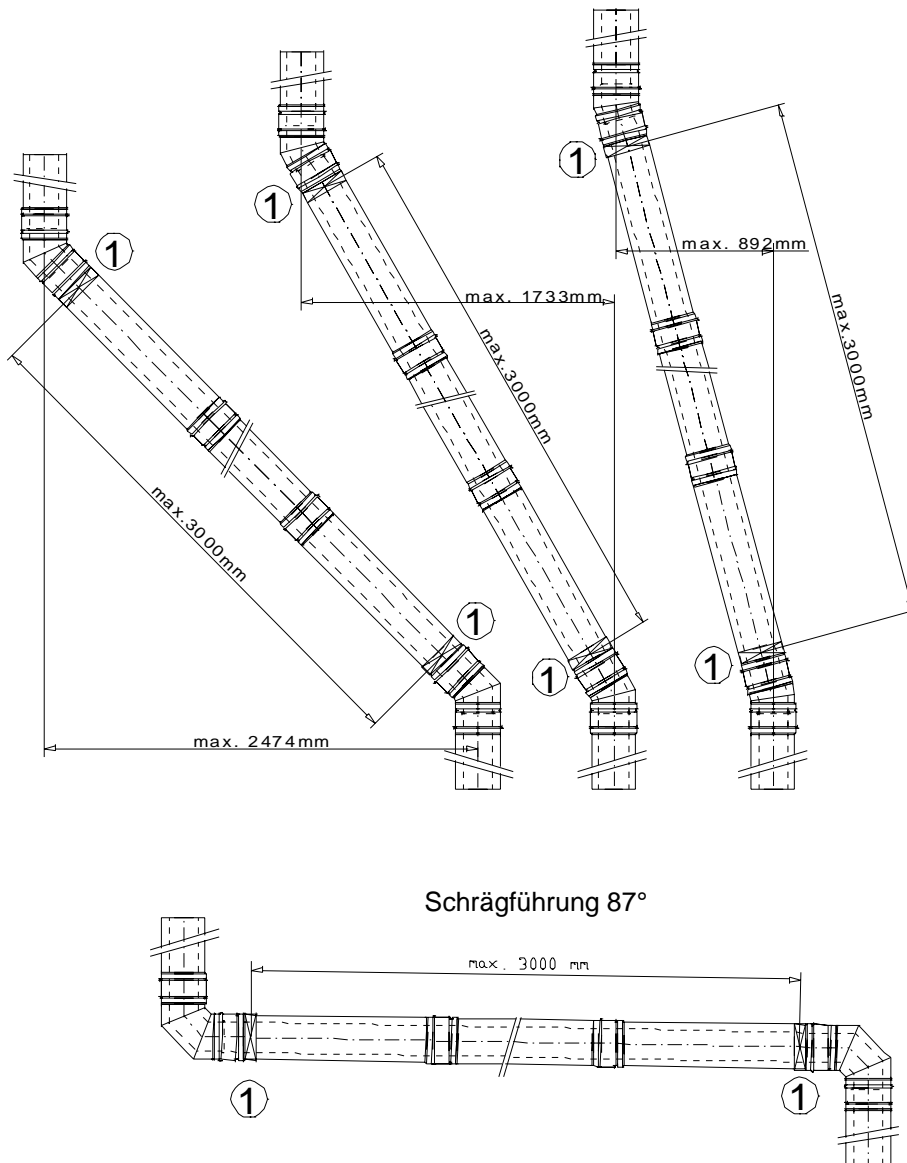 1
1
1
max. 892mm
max. 1733mm
max.3000mm
max.3000mm
max.3000mm
1
1
1
max. 2474mm
Schrägführung 87°
max. 3000 mm
1
1